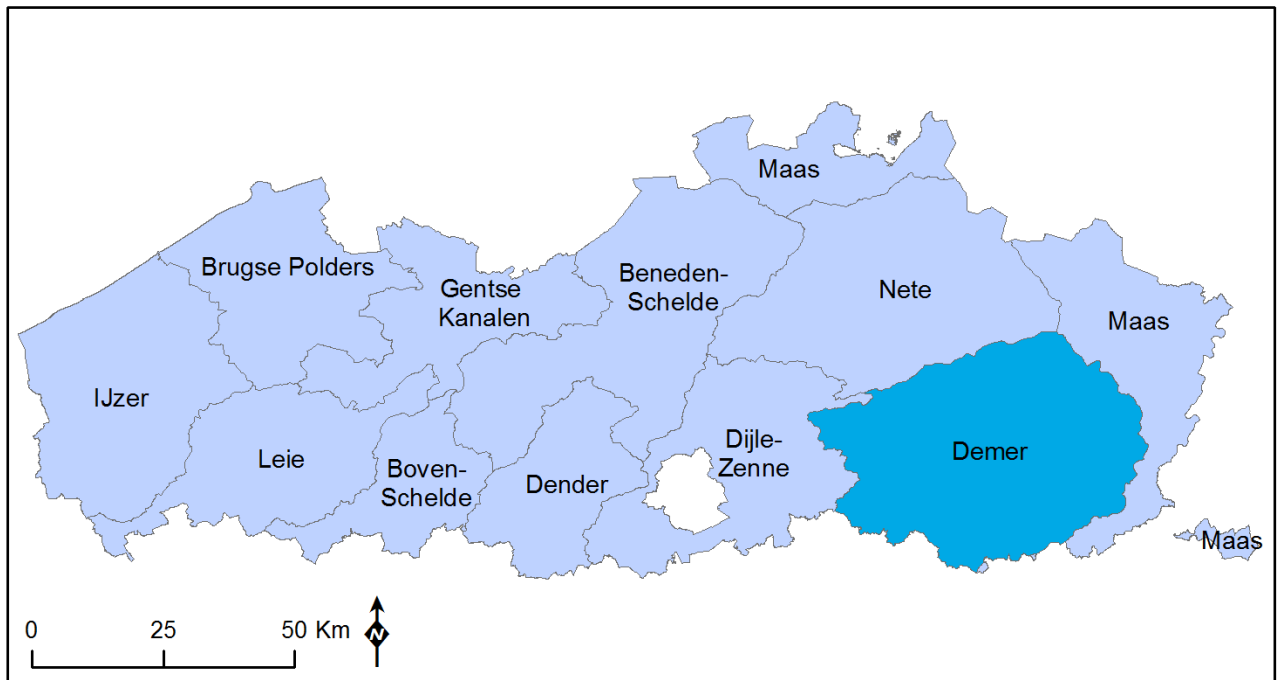 Maas
Brugse Polders
Gentse
Kanalen
Beneden-
Schelde
Nete
Maas
IJzer
Leie
Boven-
Schelde
Dender
Dijle-
Zenne
Demer
Maas
0 25 50 Km
N